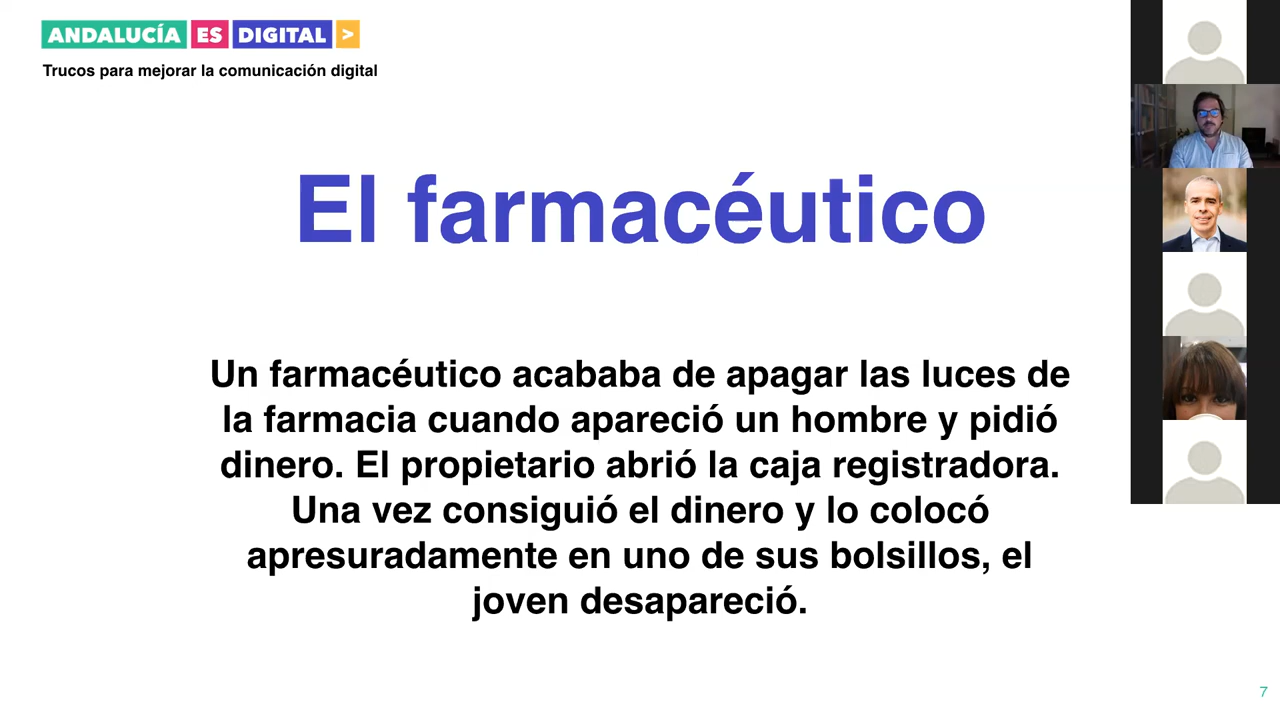 ANDALUCÍA ES DIGITAL >
Trucos para mejorar la comunicación digital
El farmacéutico
Un farmacéutico acababa de apagar las luces de
la farmacia cuando apareció un hombre y pidió
dinero. El propietario abrió la caja registradora.
Una vez consiguió el dinero y lo colocó
apresuradamente en uno de sus bolsillos, el
joven desapareció.
7